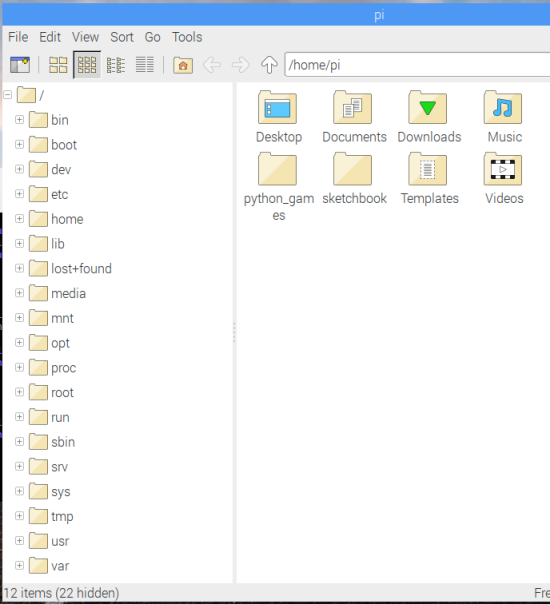 pi
File Edit View Sort Go Tools
/home/pi
/
bin
boot
dev
etc
home
lib
lost+found
media
mnt
opt
proc
root
run
sbin
srv
sys
tmp
usr
var
Desktop Documents Downloads Music
python_gam
es
sketchbook Templates Videos
12 items (22 hidden) Fre